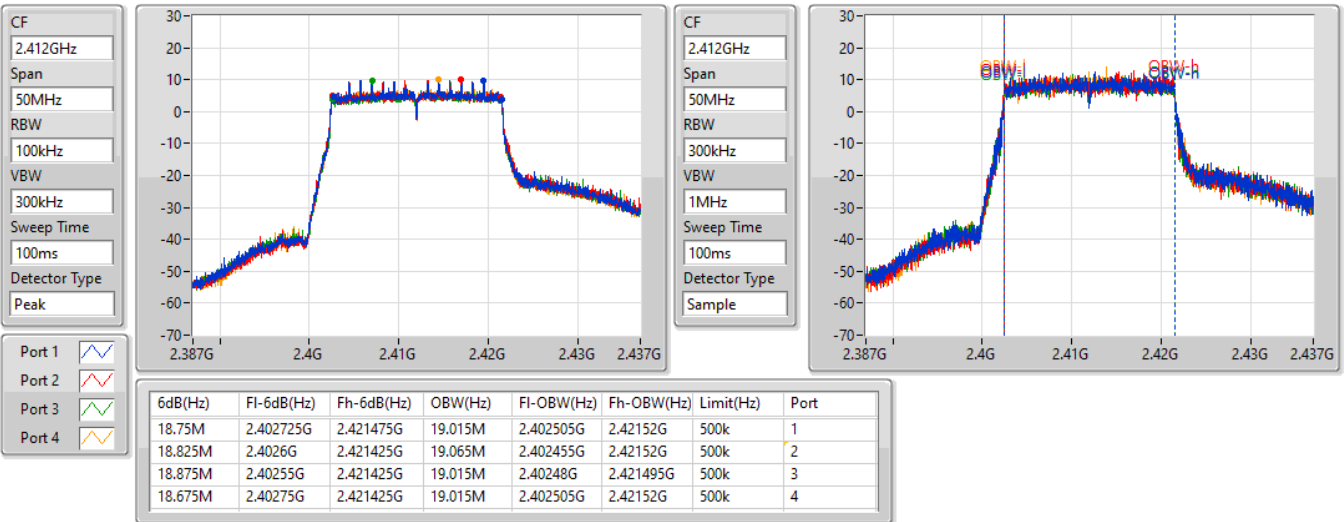 CF
2.412GHz
Span
50MHz
RBW
100kHz
VBW
300kHz
Sweep Time
100ms
Detector Type
Peak
30
20
10
0
-10
-20
-30
-40
-50
-60
-70
2.387G 2.4G 2.41G 2.42G 2.43G 2.437G
CF
2.412GHz
Span
50MHz
RBW
300kHz
VBW
1MHz
Sweep Time
100ms
Detector Type
Sample
30
20
10
0
-10
-20
-30
-40
-50
-60
-70
OBW-l OBW-h
2.387G 2.4G 2.41G 2.42G 2.43G 2.437G
Port 1
Port 2
Port 3
Port 4
6dB(Hz) Fl-6dB(Hz) Fh-6dB(Hz) OBW(Hz) Fl-OBW(Hz) Fh-OBW(Hz) Limit(Hz) Port
18.75M 2.402725G 2.421475G 19.015M 2.402505G 2.42152G 500k 1
18.825M 2.4026G 2.421425G 19.065M 2.402455G 2.42152G 500k 2
18.875M 2.40255G 2.421425G 19.015M 2.40248G 2.421495G 500k 3
18.675M 2.40275G 2.421425G 19.015M 2.402505G 2.42152G 500k 4